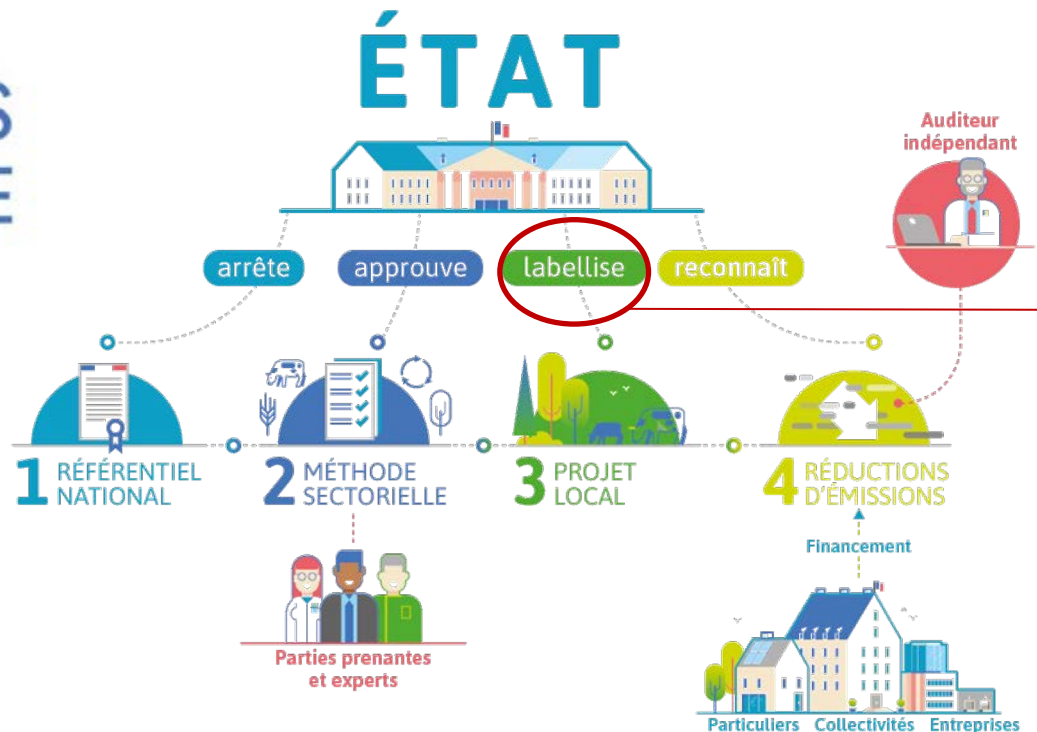 ÉTAT
Auditeur
indépendant
arrête
approuve
labellise
reconnaît
1 RÉFÉRENTIEL
NATIONAL
2 MÉTHODE
SECTORIELLE
3 PROJET
LOCAL
4 RÉDUCTIONS
D'ÉMISSIONS
Financement
Parties prenantes
et experts
Particuliers Collectivités Entreprises